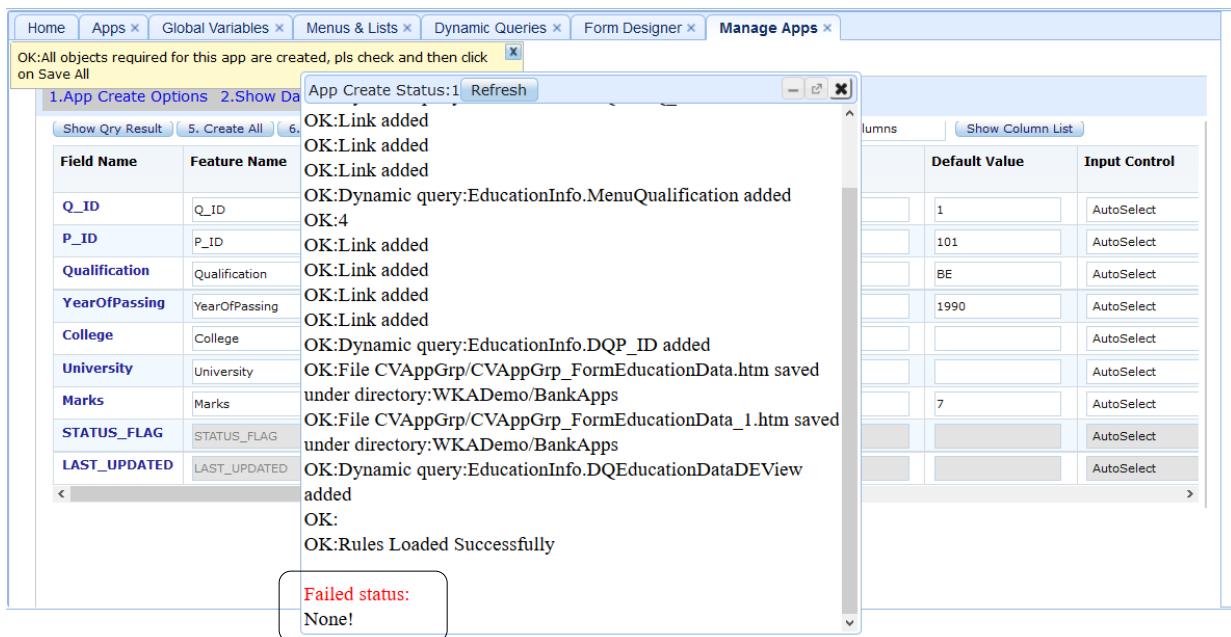 Home Apps × Global Variables × Menus & Lists × Dynamic Queries × Form Designer × Manage Apps ×
OK:All objects required for this app are created, pls check and then click
on Save All
X
1.App Create Options 2.Show Da
App Create Status:1 Refresh
Show Qry Result 5. Create All 6.
lumns Show Column List
Field Name Feature Name Default Value Input Control
Q_ID Q_ID 1 AutoSelect
P_ID P_ID 101 AutoSelect
Qualification Qualification BE AutoSelect
YearOfPassing YearOfPassing 1990 AutoSelect
College College AutoSelect
University University AutoSelect
Marks Marks 7 AutoSelect
STATUS_FLAG STATUS_FLAG AutoSelect
LAST_UPDATED LAST_UPDATED AutoSelect
OK:Link added
OK:Link added
OK:Link added
OK:Dynamic query:EducationInfo.MenuQualification added
OK:4
OK:Link added
OK:Link added
OK:Link added
OK:Link added
OK:Dynamic query:EducationInfo.DQP_ID added
OK:File CVAppGrp/CVAppGrp_FormEducationData.htm saved
under directory:WKADemo/BankApps
OK:File CVAppGrp/CVAppGrp_FormEducationData_1.htm saved
under directory:WKADemo/BankApps
OK:Dynamic query:EducationInfo.DQEducationDataDEView
added
OK:
OK:Rules Loaded Successfully
Failed status:
None!